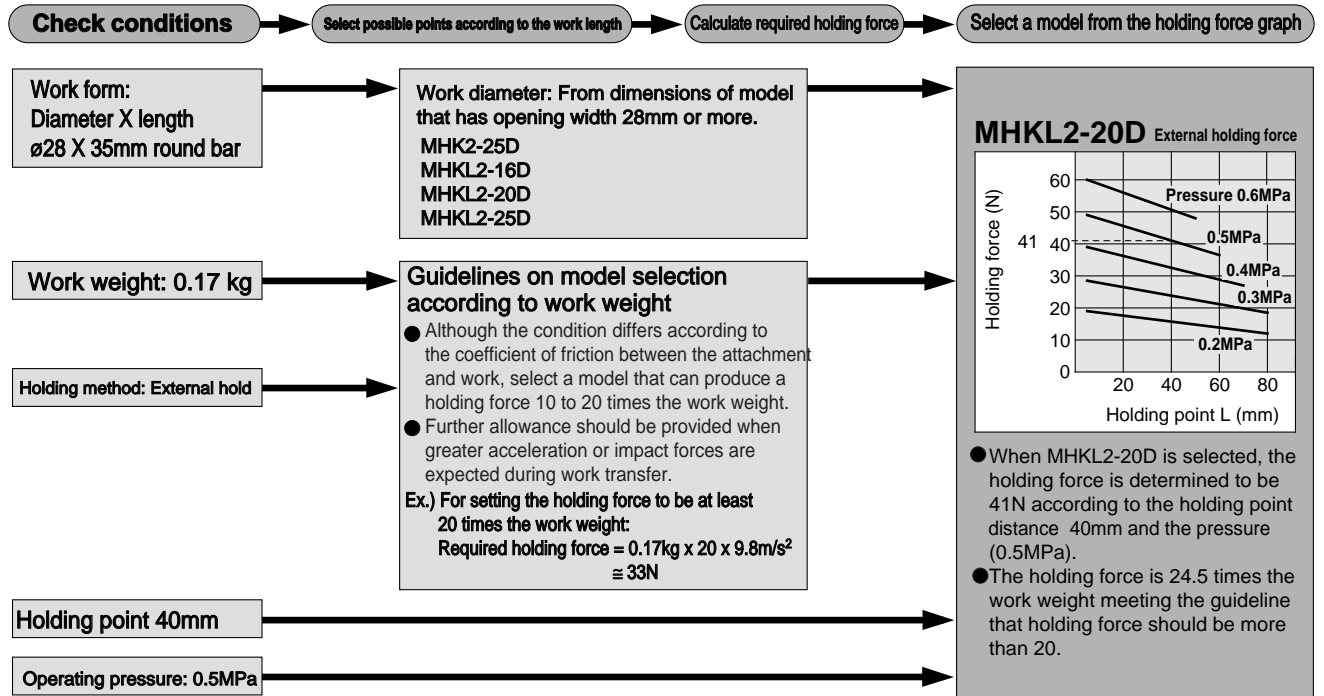 Check conditions
Select possible points according to the work length
Calculate required holding force
Select a model from the holding force graph
Work form:
Diameter X length
ø28 X 35mm round bar
Work diameter: From dimensions of model
that has opening width 28mm or more.
MHK2-25D
MHKL2-16D
MHKL2-20D
MHKL2-25D
Work weight: 0.17 kg
Holding method: External hold
Guidelines on model selection
according to work weight
● Although the condition differs according to
the coefficient of friction between the attachment
and work, select a model that can produce a
holding force 10 to 20 times the work weight.
● Further allowance should be provided when
greater acceleration or impact forces are
expected during work transfer.
Ex.) For setting the holding force to be at least
20 times the work weight:
Required holding force = 0.17kg x 20 x 9.8m/s²
≅ 33N
Holding point 40mm
Operating pressure: 0.5MPa
MHKL2-20D External holding force
Holding force (N)
60
50
41
40
30
20
10
0
Pressure 0.6MPa
0.5MPa
0.4MPa
0.3MPa
0.2MPa
20 40 60 80
Holding point L (mm)
● When MHKL2-20D is selected, the
holding force is determined to be
41N according to the holding point
distance 40mm and the pressure
(0.5MPa).
● The holding force is 24.5 times the
work weight meeting the guideline
that holding force should be more
than 20.